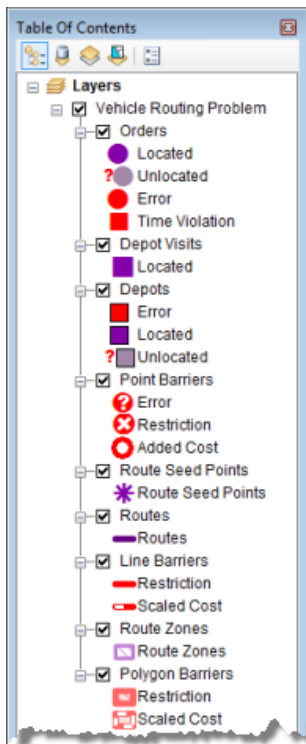 Table Of Contents
Layers
Vehicle Routing Problem
Orders
Located
? Unlocated
Error
Time Violation
Depot Visits
Located
Depots
Error
Located
? Unlocated
Point Barriers
? Error
Restriction
Added Cost
Route Seed Points
Route Seed Points
Routes
Routes
Line Barriers
Restriction
Scaled Cost
Route Zones
Route Zones
Polygon Barriers
Restriction
Scaled Cost